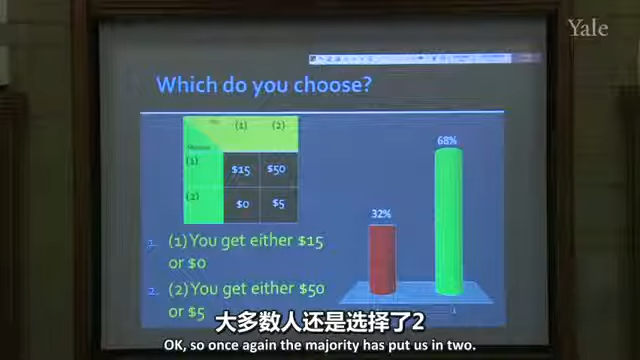 Yale
Which do you choose?
(1) (2)
(1) $15 $50
(2) $0 $5
68%
32%
1. (1) You get either $15
or $0
2. (2) You get either $50
or $5
大多数人还是选择了2
OK, so once again the majority has put us in two.